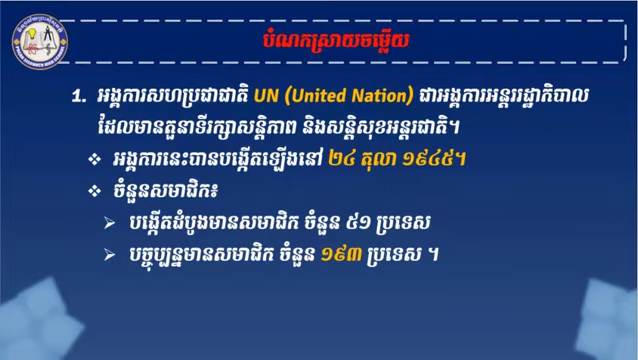 បំណកស្រាយចម្លើយ
1. អង្គការសហប្រជាជាតិ UN (United Nation) ជាអង្គការអន្តររដ្ឋាភិបាល
ដែលមានតួនាទីរក្សាសន្តិភាព និងសន្តិសុខអន្តរជាតិ។
❖ អង្គការនេះបានបង្កើតឡើងនៅ ២៤ តុលា ១៩៤៥។
❖ ចំនួនសមាជិក៖
➢ បង្កើតដំបូងមានសមាជិក ចំនួន ៥១ ប្រទេស
➢ បច្ចុប្បន្នមានសមាជិក ចំនួន ១៩៣ ប្រទេស ។